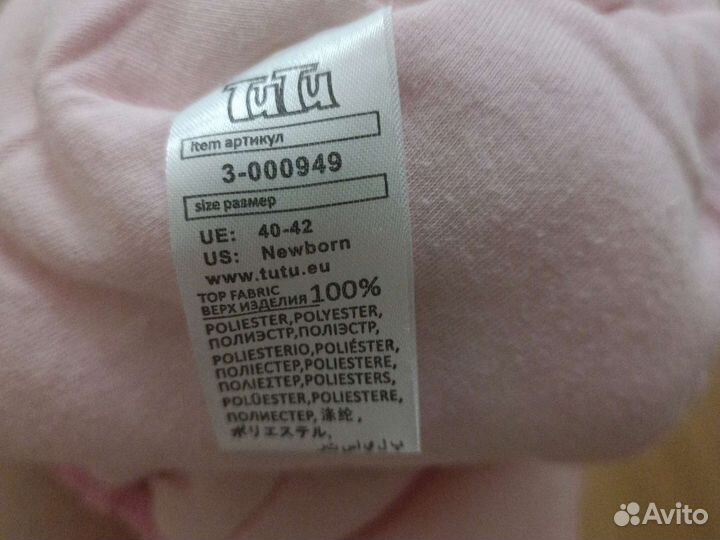 TuTu
item артикул
3-000949
size размер
UE: 40-42
US: Newborn
www.tutu.eu
TOP FABRIC
ВЕРХ ИЗДЕЛИЯ 100%
POLIESTER,POLYESTER,
ПОЛИЭСТР,ПОЛІЭСТР,
POLIESTERIO,POLIÉSTER,
ПОЛІЕСТЕР,POLIESTERE,
ΠΟΛΙΕΣΤΕΡ,POLIESTERS,
POLÜESTER,POLIESTERE,
ПОЛИЕСТЕР, 涤纶,
ポリエステル,
Avito